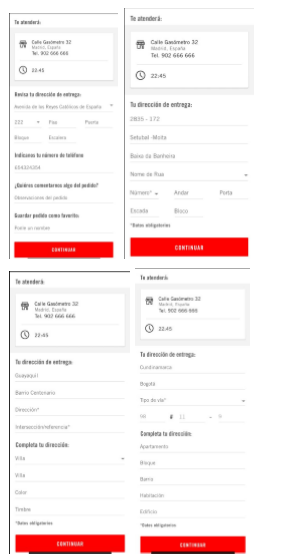 Te atenderá:
Calle Gasómetro 32
Madrid, España
Tel. 902 666 666
22:45
Revisa tu dirección de entrega:
Avenida de los Reyes Católicos de España
232
Piso
Puerta
Bloque
Escalera
Indícanos tu número de teléfono
¿Quieres comentarnos algo del pedido?
Observaciones del pedido
Guardar pedido como favorito:
Ponle un nombre
CONTINUAR
Te atenderá:
Calle Gasómetro 32
Madrid, España
Tel. 902 666 666
22:45
Tu dirección de entrega:
2835 - 172
Setubal -Moita
Baixa da Banheira
Nome de Rua
Número*
Andar
Porta
Escada
Bloco
*Datos obligatorios
CONTINUAR
Te atenderá:
Calle Gasómetro 32
Madrid, España
Tel. 902 666 666
22:45
Tu dirección de entrega:
Guayaquil
Barrio Centenario
Dirección*
Intersección/referencia*
Completa tu dirección:
Villa
Villa
Color
Timbre
*Datos obligatorios
CONTINUAR
Te atenderá:
Calle Gasómetro 32
Madrid, España
Tel. 902 666 666
22:45
Tu dirección de entrega:
Cundinamarca
Bogotá
Tipo de vía*
98
# 11
- 9
Completa tu dirección:
Apartamento
Bloque
Barrio
Habitación
Edificio
*Datos obligatorios
CONTINUAR